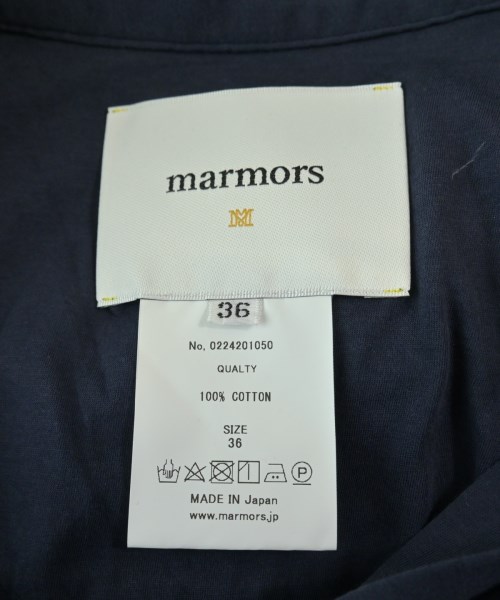 marmors
M
36
No, 0224201050
QUALTY
100% COTTON
SIZE
36
P
MADE IN Japan
www.marmors.jp